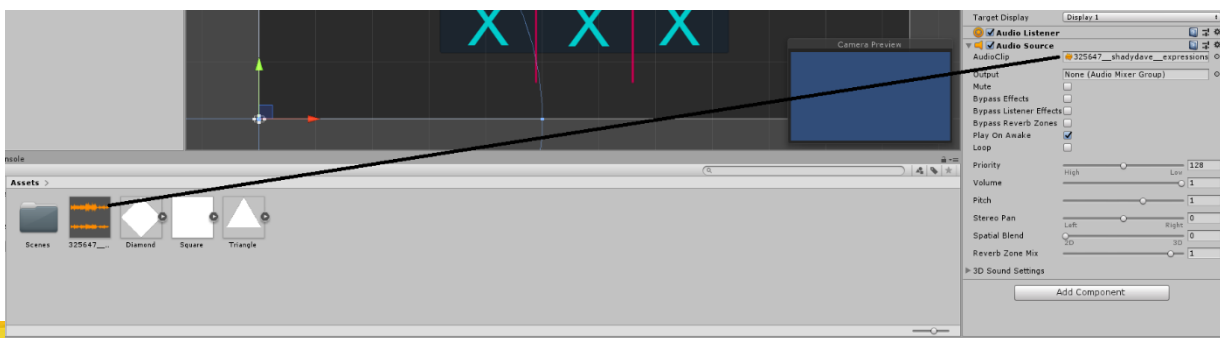 X X X
Camera Preview
nsole
Assets >
Scenes
325647__...
Diamond
Square
Triangle
Target Display Display 1
Audio Listener
Audio Source
AudioClip 325647__shadydave__expressions
Output None (Audio Mixer Group)
Mute
Bypass Effects
Bypass Listener Effects
Bypass Reverb Zones
Play On Awake
Loop
Priority 128
High Low
Volume 1
Pitch 1
Stereo Pan 0
Left Right
Spatial Blend 0
2D 3D
Reverb Zone Mix 1
3D Sound Settings
Add Component